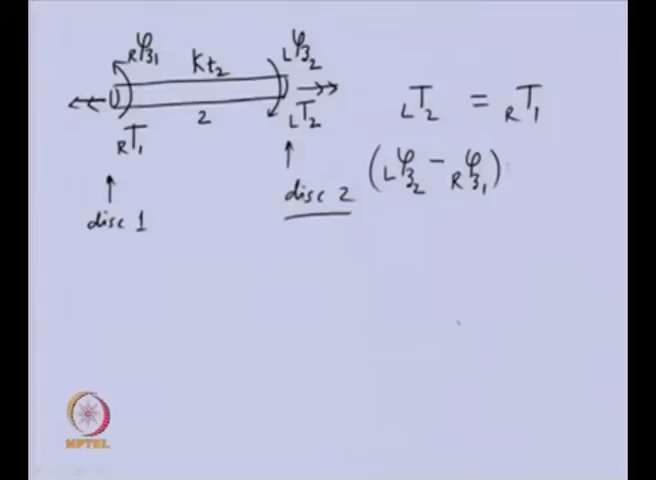 Rφ31 Kt2 Lφ32
2
RT1 LT2
LT2 = RT1
(Lφ32 − Rφ31)
disc 1 disc 2
NPTEL